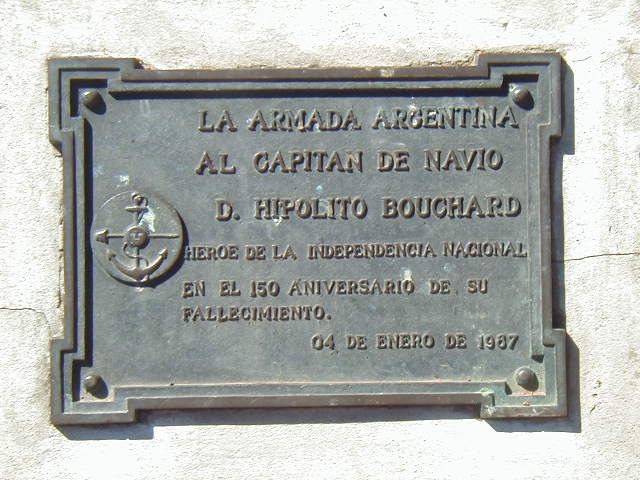 LA ARMADA ARGENTINA
AL CAPITAN DE NAVIO
D. HIPOLITO BOUCHARD
HEROE DE LA INDEPENDENCIA NACIONAL
EN EL 150 ANIVERSARIO DE SU
FALLECIMIENTO.
04 DE ENERO DE 1987